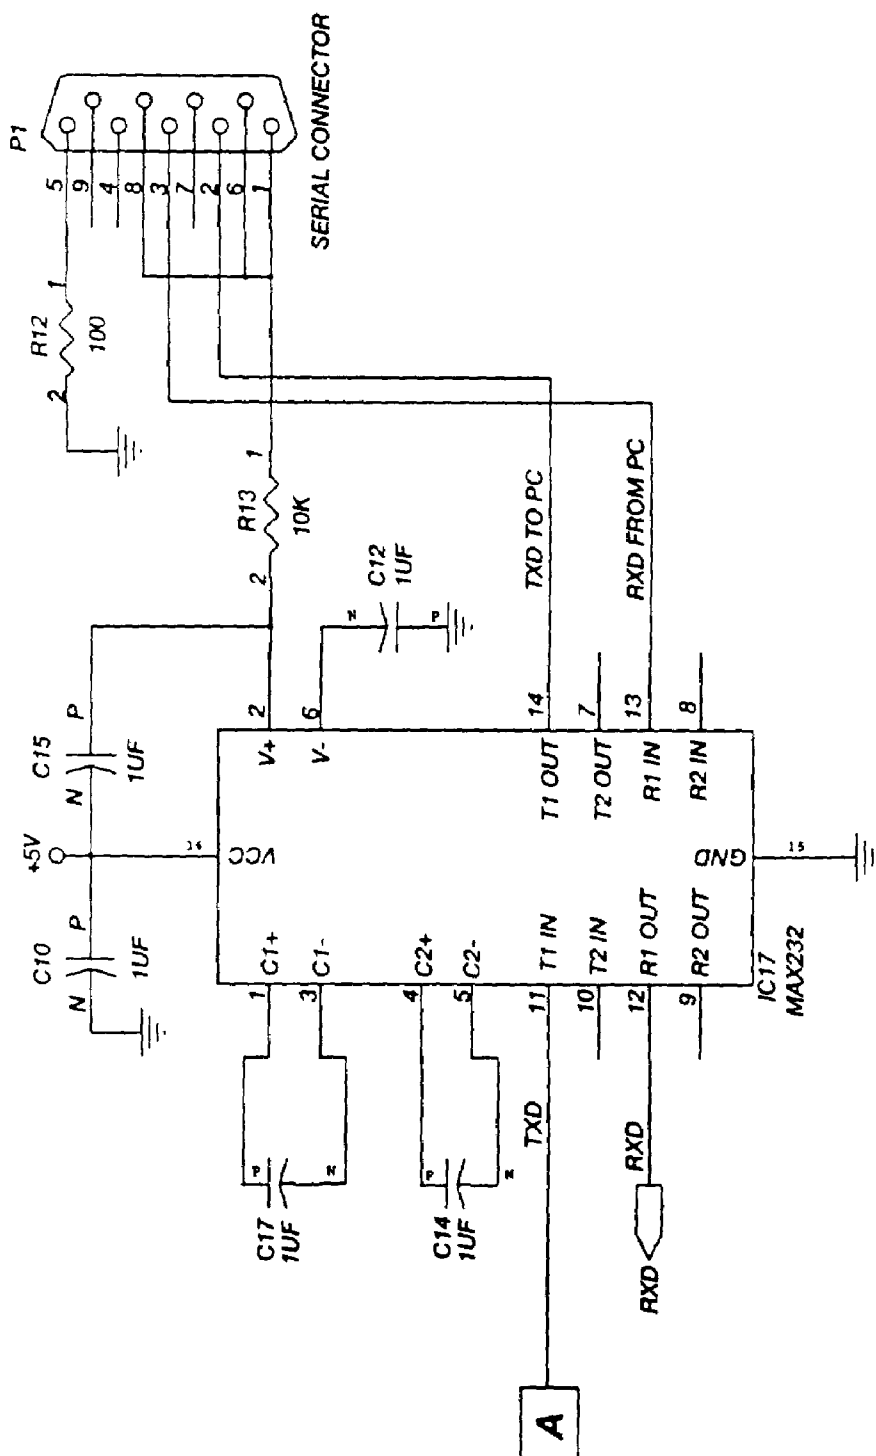 P1
SERIAL CONNECTOR
5
9
4
8
3
7
2
6
1
1
R12
100
2
1
R13
10K
2
C12
1UF
N
P
TXD TO PC
RXD FROM PC
C15
1UF
P
N
+5V
C10
1UF
P
N
2
V+
6
V-
14
T1 OUT
7
T2 OUT
13
R1 IN
8
R2 IN
16
VCC
GND
15
1
C1+
3
C1-
4
C2+
5
C2-
11
T1 IN
10
T2 IN
12
R1 OUT
9
R2 OUT
IC17
MAX232
C17
1UF
P
N
C14
1UF
P
N
TXD
RXD
RXD
A